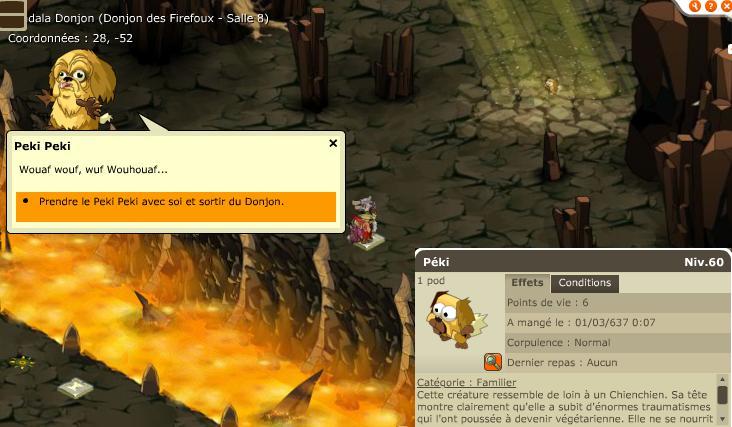 dala Donjon (Donjon des Firefoux - Salle 8)
Coordonnées : 28, -52
Peki Peki
Wouaf wouf, wuf Wouhouaf...
Prendre le Peki Peki avec soi et sortir du Donjon.
Péki Niv.60
1 pod
Effets Conditions
Points de vie : 6
A mangé le : 01/03/637 0:07
Corpulence : Normal
Dernier repas : Aucun
Catégorie : Familier
Cette créature ressemble de loin à un Chienchien. Sa tête
montre clairement qu'elle a subit d'énormes traumatismes
qui l'ont poussée à devenir végétarienne. Elle ne se nourrit